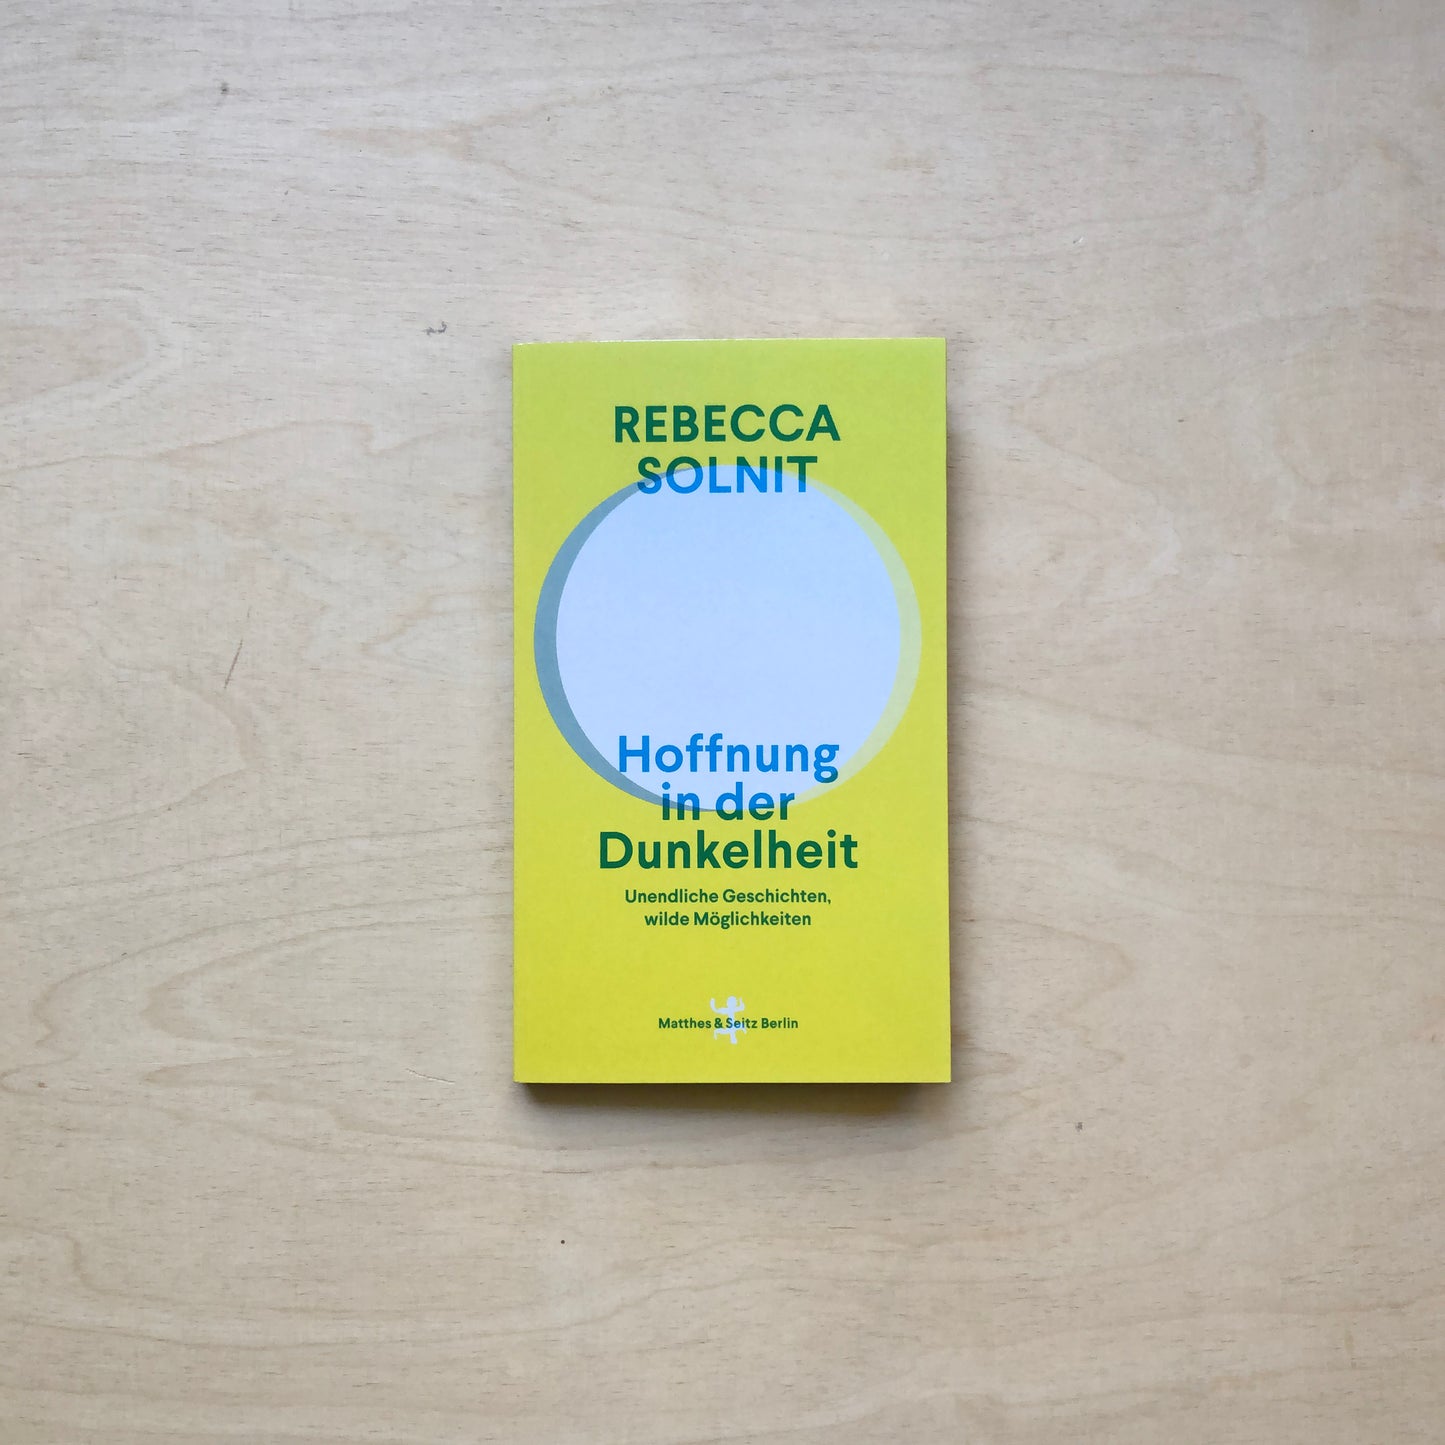 REBECCA
SOLNIT
Hoffnung
in der
Dunkelheit
Unendliche Geschichten,
wilde Möglichkeiten
Matthes & Seitz Berlin